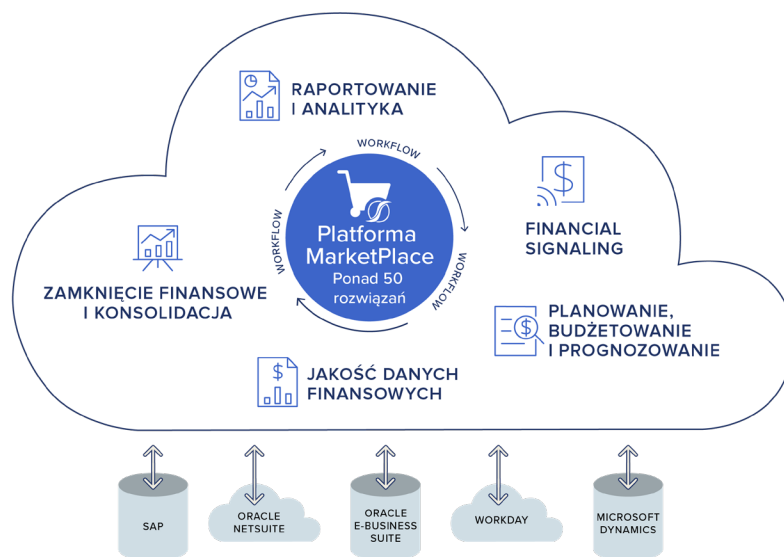 RAPORTOWANIE
I ANALITYKA
WORKFLOW
WORKFLOW
WORKFLOW
Platforma
MarketPlace
Ponad 50
rozwiązań
$
FINANCIAL
SIGNALING
ZAMKNIĘCIE FINANSOWE
I KONSOLIDACJA
$
PLANOWANIE,
BUDŻETOWANIE
I PROGNOZOWANIE
$
JAKOŚĆ DANYCH
FINANSOWYCH
SAP
ORACLE
NETSUITE
ORACLE
E-BUSINESS
SUITE
WORKDAY
MICROSOFT
DYNAMICS